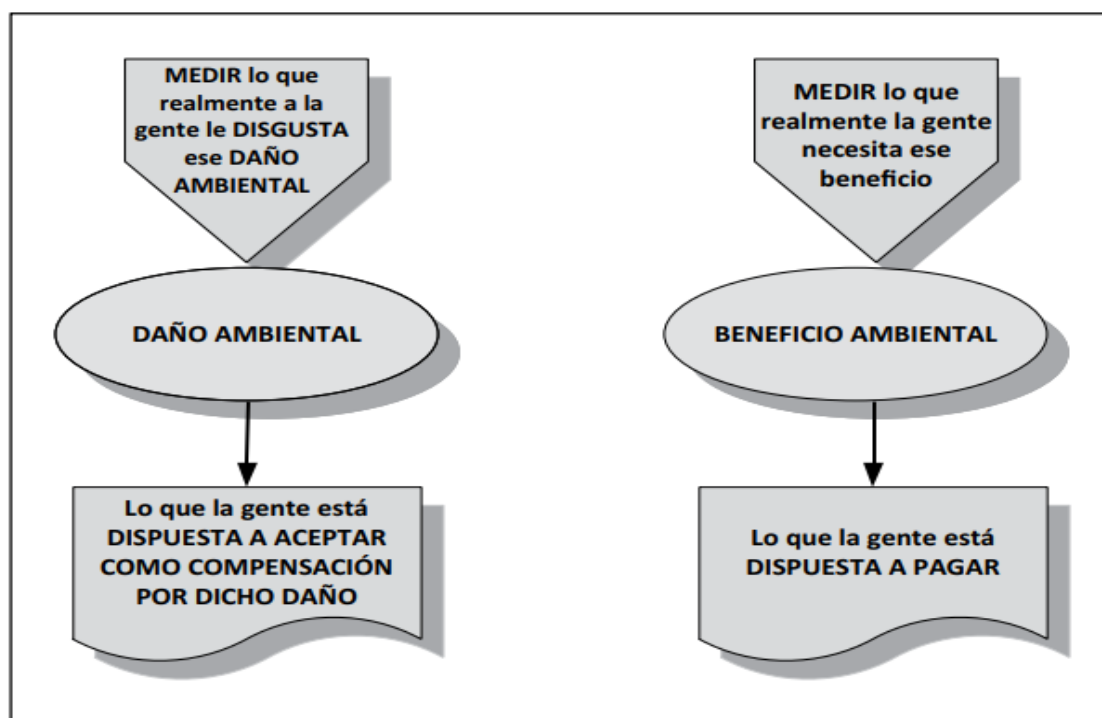 MEDIR lo que
realmente a la
gente le DISGUSTA
ese DAÑO
AMBIENTAL
DAÑO AMBIENTAL
Lo que la gente está
DISPUESTA A ACEPTAR
COMO COMPENSACIÓN
POR DICHO DAÑO
MEDIR lo que
realmente la gente
necesita ese
beneficio
BENEFICIO AMBIENTAL
Lo que la gente está
DISPUESTA A PAGAR